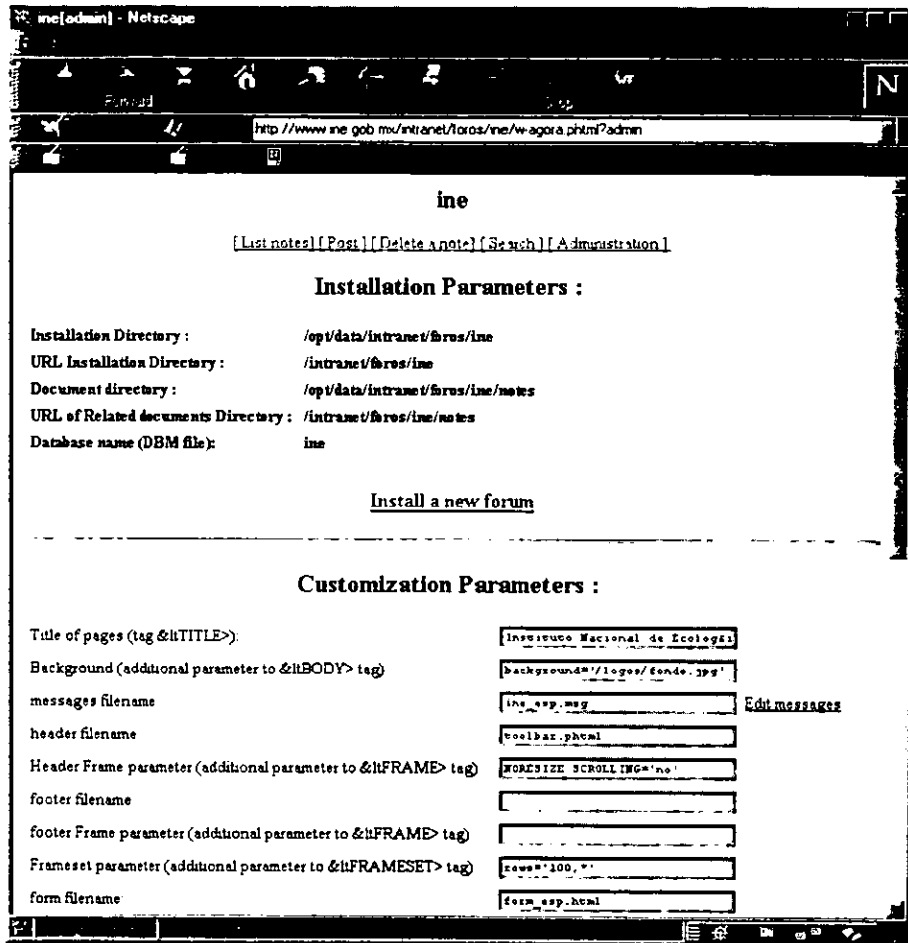 ine[admin] - Netscape
Forward Stop
N
http://www.ine.gob.mx/intranet/foros/ine/w-agora.phtml?admin
ine
[ List notes] [ Post ] [ Delete a note] [ Search ] [ Administration ]
Installation Parameters :
Installation Directory : /opt/data/intranet/foros/ine
URL Installation Directory : /intranet/foros/ine
Document directory : /opt/data/intranet/foros/ine/notes
URL of Related documents Directory : /intranet/foros/ine/notes
Database name (DBM file): ine
Install a new forum
Customization Parameters :
Title of pages (tag &ltTITLE>): Instituto Nacional de Ecologí
Background (additional parameter to &ltBODY> tag) background='/logos/fondo.jpg'
messages filename ine_esp.msg Edit messages
header filename toolbar.phtml
Header Frame parameter (additional parameter to &ltFRAME> tag) NORESIZE SCROLLING='no'
footer filename
footer Frame parameter (additional parameter to &ltFRAME> tag)
Frameset parameter (additional parameter to &ltFRAMESET> tag) rows='100,*'
form filename form_esp.html